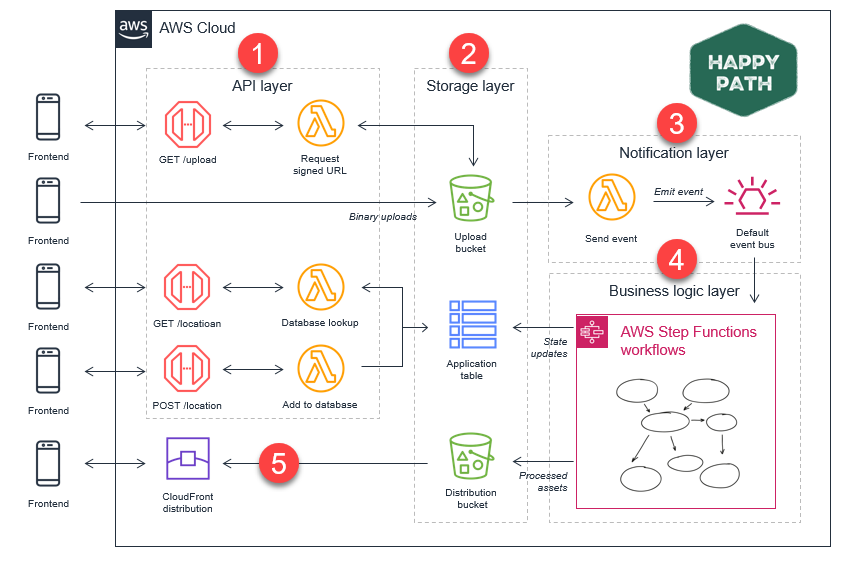 aws
AWS Cloud
HAPPY
PATH
1
API layer
2
Storage layer
3
Notification layer
Frontend
GET /upload
Request
signed URL
Frontend
Binary uploads
Upload
bucket
Send event
Emit event
Default
event bus
4
Business logic layer
Frontend
GET /locatioan
Database lookup
Application
table
State
updates
AWS Step Functions
workflows
Frontend
POST /location
Add to database
Frontend
CloudFront
distribution
5
Distribution
bucket
Processed
assets